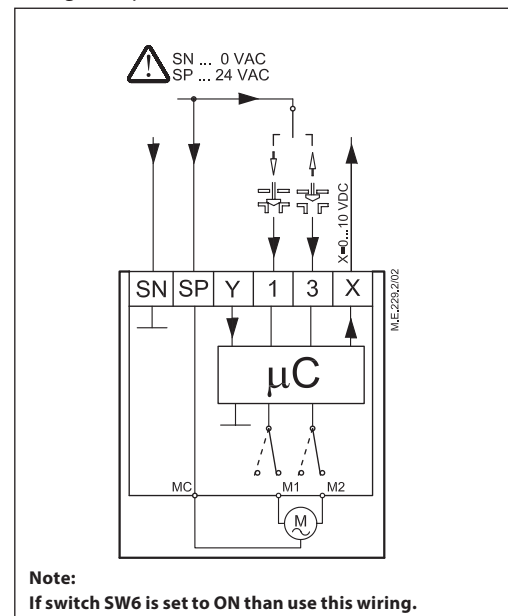 SN ... 0 VAC
SP ... 24 VAC
X=0...10 VDC
SN SP Y 1 3 X
M.E.229.2/02
µC
MC M1 M2
M
Note:
If switch SW6 is set to ON than use this wiring.